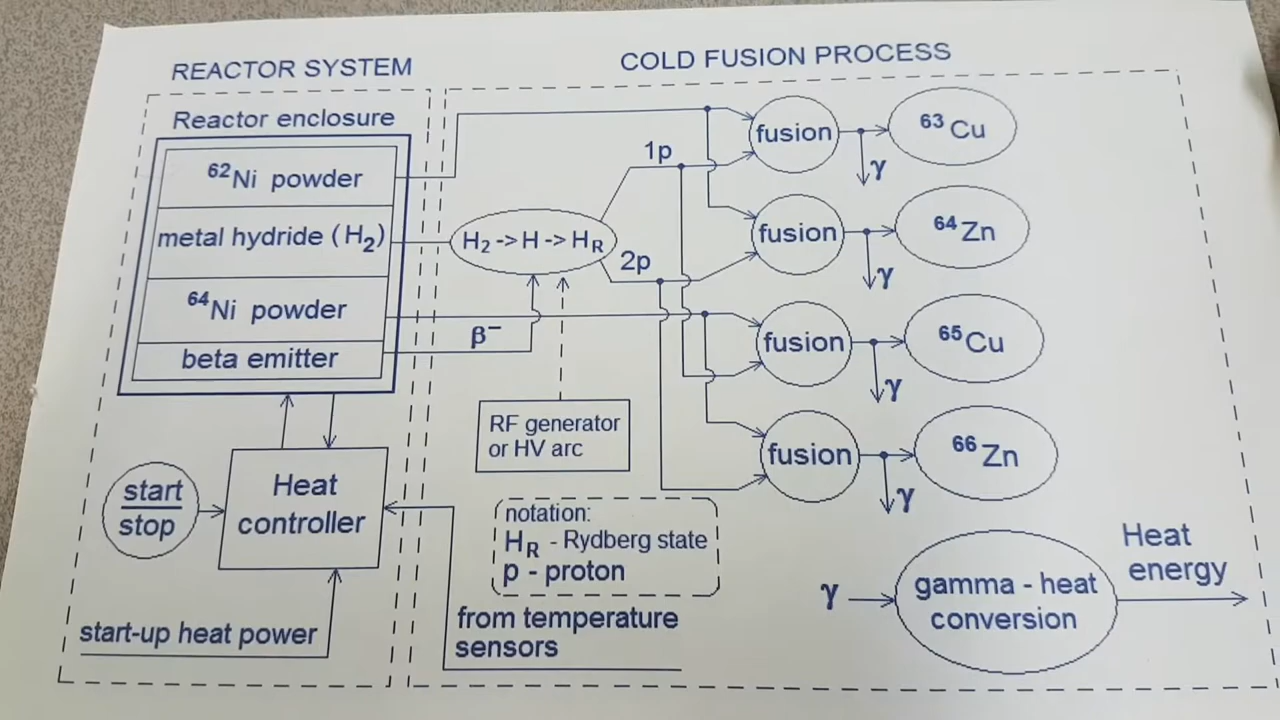 REACTOR SYSTEM
Reactor enclosure
⁶²Ni powder
metal hydride (H₂)
⁶⁴Ni powder
beta emitter
start
stop
Heat
controller
start-up heat power
COLD FUSION PROCESS
H₂ -> H -> H_R
1p
2p
β⁻
RF generator
or HV arc
notation:
H_R - Rydberg state
p - proton
from temperature
sensors
fusion
γ
⁶³Cu
fusion
γ
⁶⁴Zn
fusion
γ
⁶⁵Cu
fusion
γ
⁶⁶Zn
γ
gamma - heat
conversion
Heat
energy